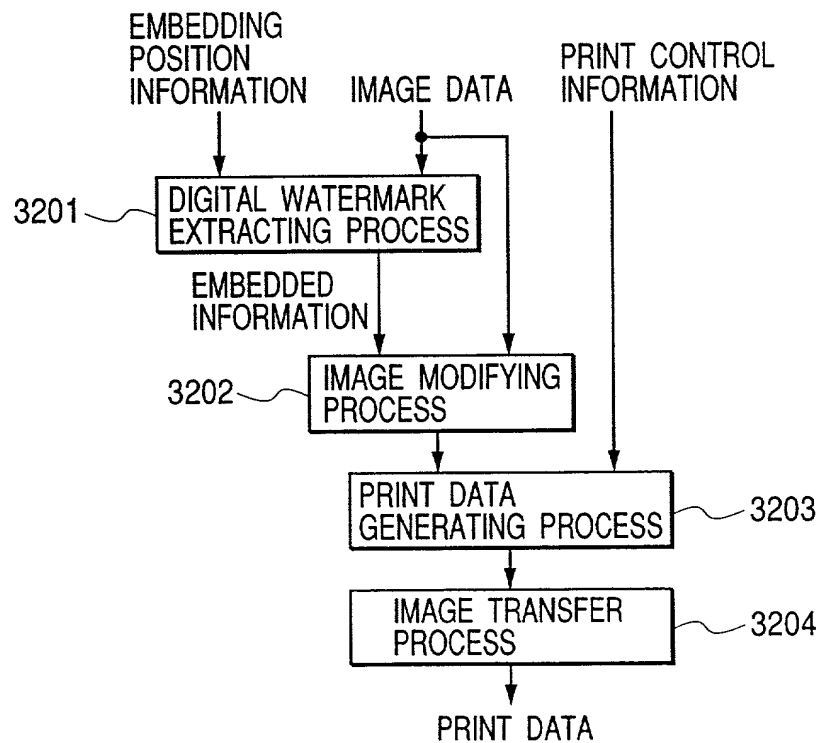 EMBEDDING
POSITION
INFORMATION
IMAGE DATA
PRINT CONTROL
INFORMATION
3201
DIGITAL WATERMARK
EXTRACTING PROCESS
EMBEDDED
INFORMATION
3202
IMAGE MODIFYING
PROCESS
PRINT DATA
GENERATING PROCESS
3203
IMAGE TRANSFER
PROCESS
3204
PRINT DATA